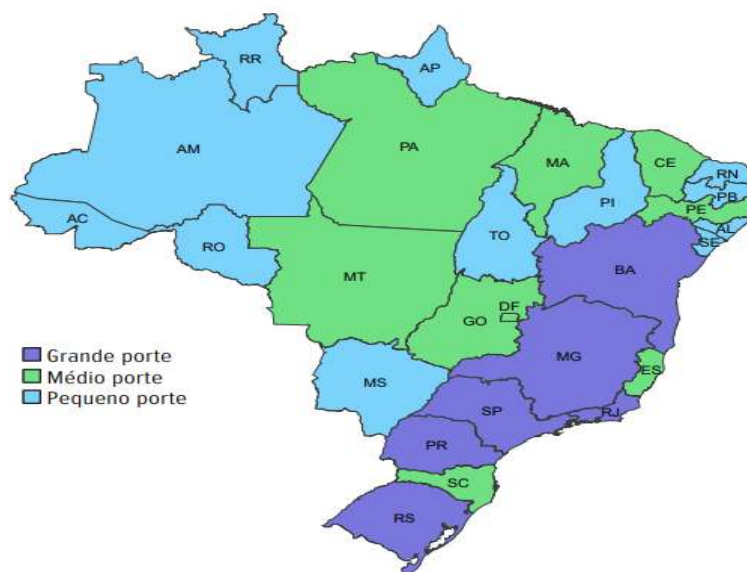 RR
AP
AM
PA
MA
CE
RN
PB
PE
AL
SE
PI
TO
AC
RO
BA
MT
DF
GO
MG
ES
MS
SP
RJ
PR
SC
RS
Grande porte
Médio porte
Pequeno porte